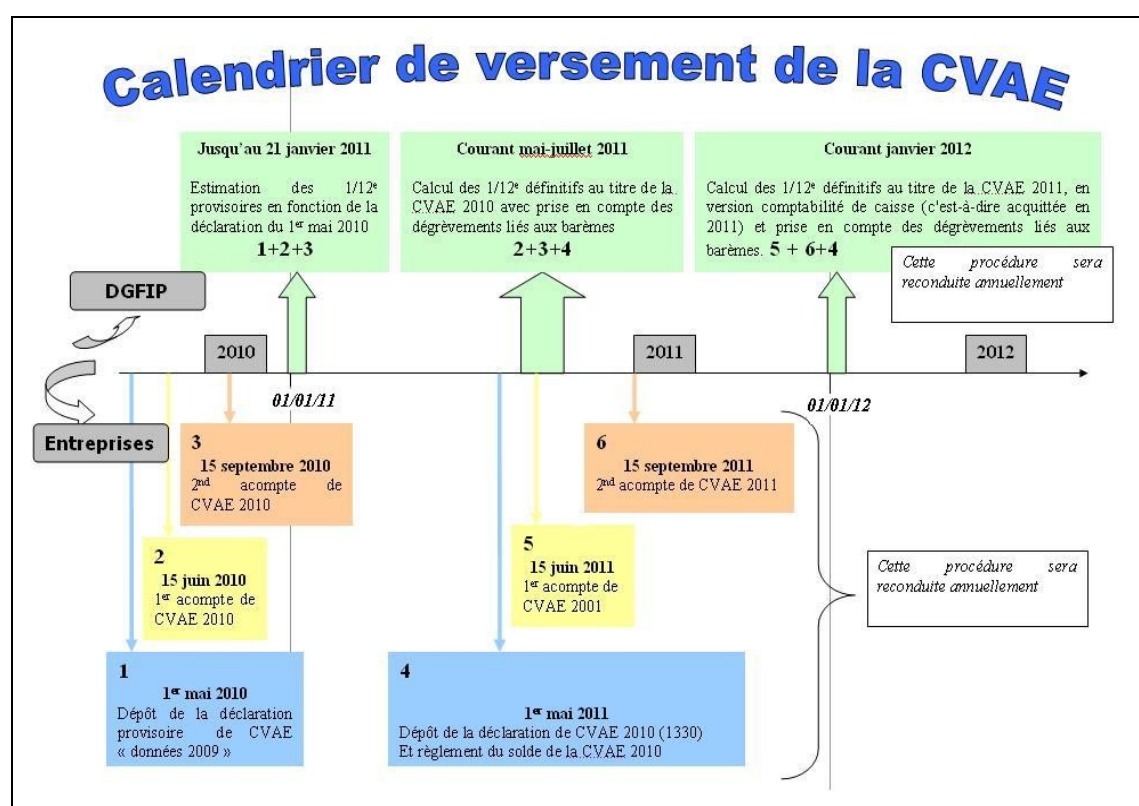 Calendrier de versement de la CVAE
Jusqu'au 21 janvier 2011
Estimation des 1/12e
provisoires en fonction de la
déclaration du 1er mai 2010
1+2+3
Courant mai-juillet 2011
Calcul des 1/12e définitifs au titre de la
CVAE 2010 avec prise en compte des
dégrèvements liés aux barèmes
2+3+4
Courant janvier 2012
Calcul des 1/12e définitifs au titre de la CVAE 2011, en
version comptabilité de caisse (c'est-à-dire acquittée en
2011) et prise en compte des dégrèvements liés aux
barèmes. 5 + 6+4
Cette procédure sera
reconduite annuellement
DGFIP
2010
2011
2012
01/01/11
01/01/12
Entreprises
3
15 septembre 2010
2nd acompte de
CVAE 2010
6
15 septembre 2011
2nd acompte de CVAE 2011
2
15 juin 2010
1er acompte de
CVAE 2010
5
15 juin 2011
1er acompte de
CVAE 2001
Cette procédure sera
reconduite annuellement
1
1er mai 2010
Dépôt de la déclaration
provisoire de CVAE
« données 2009 »
4
1er mai 2011
Dépôt de la déclaration de CVAE 2010 (1330)
Et règlement du solde de la CVAE 2010